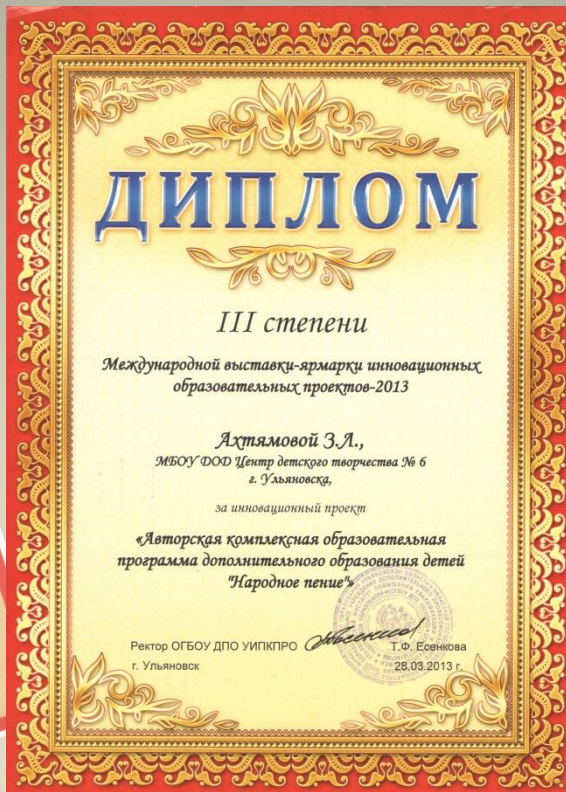 ДИПЛОМ
III степени
Международной выставки-ярмарки инновационных
образовательных проектов-2013
Ахтямовой З.Л.,
МБОУ ДОД Центр детского творчества № 6
г. Ульяновска,
за инновационный проект
«Авторская комплексная образовательная
программа дополнительного образования детей
"Народное пение"»
Ректор ОГБОУ ДПО УИПКПРО Т.Ф. Есенкова
г. Ульяновск 28.03.2013 г.